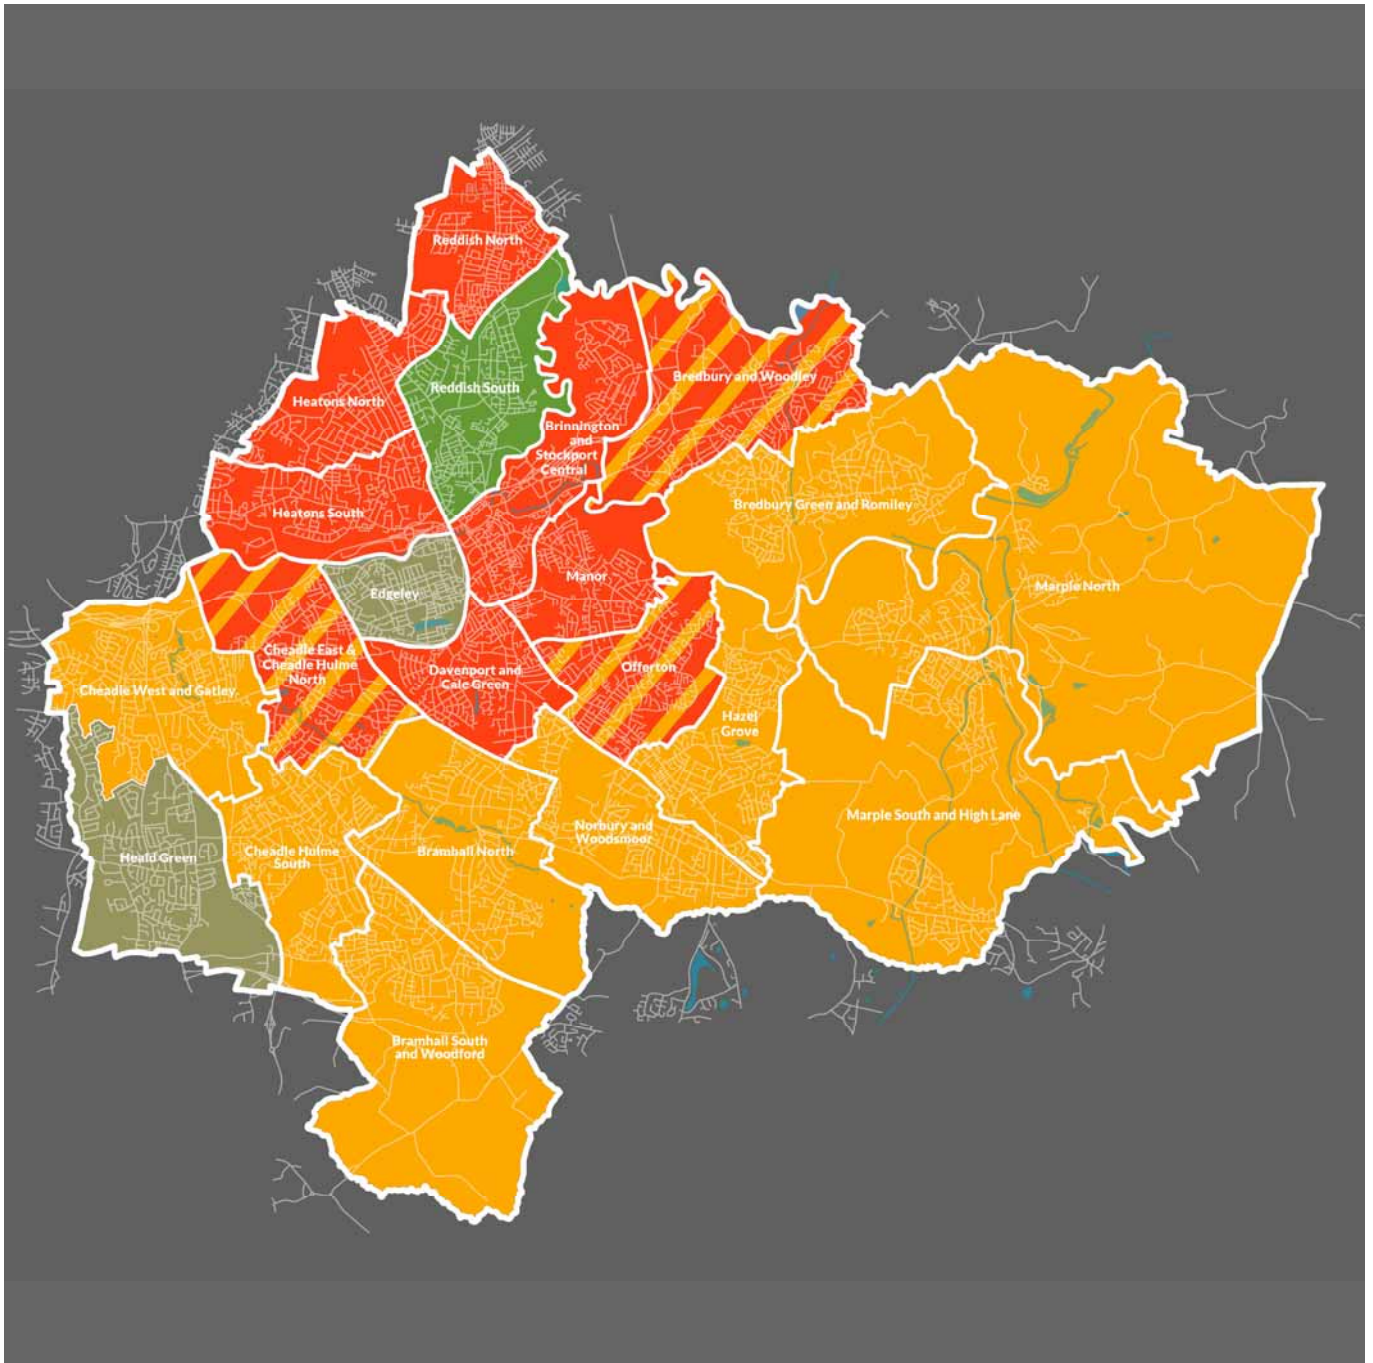 Reddish North
Reddish South
Heatons North
Bredbury and Woodley
Brinnington
and
Stockport
Central
Heatons South
Bredbury Green and Romiley
Edgeley
Manor
Marple North
Cheadle East &
Cheadle Hulme
North
Davenport and
Cale Green
Offerton
Cheadle West and Gatley
Hazel
Grove
Marple South and High Lane
Norbury and
Woodsmoor
Heald Green
Cheadle Hulme
South
Bramhall North
Bramhall South
and Woodford